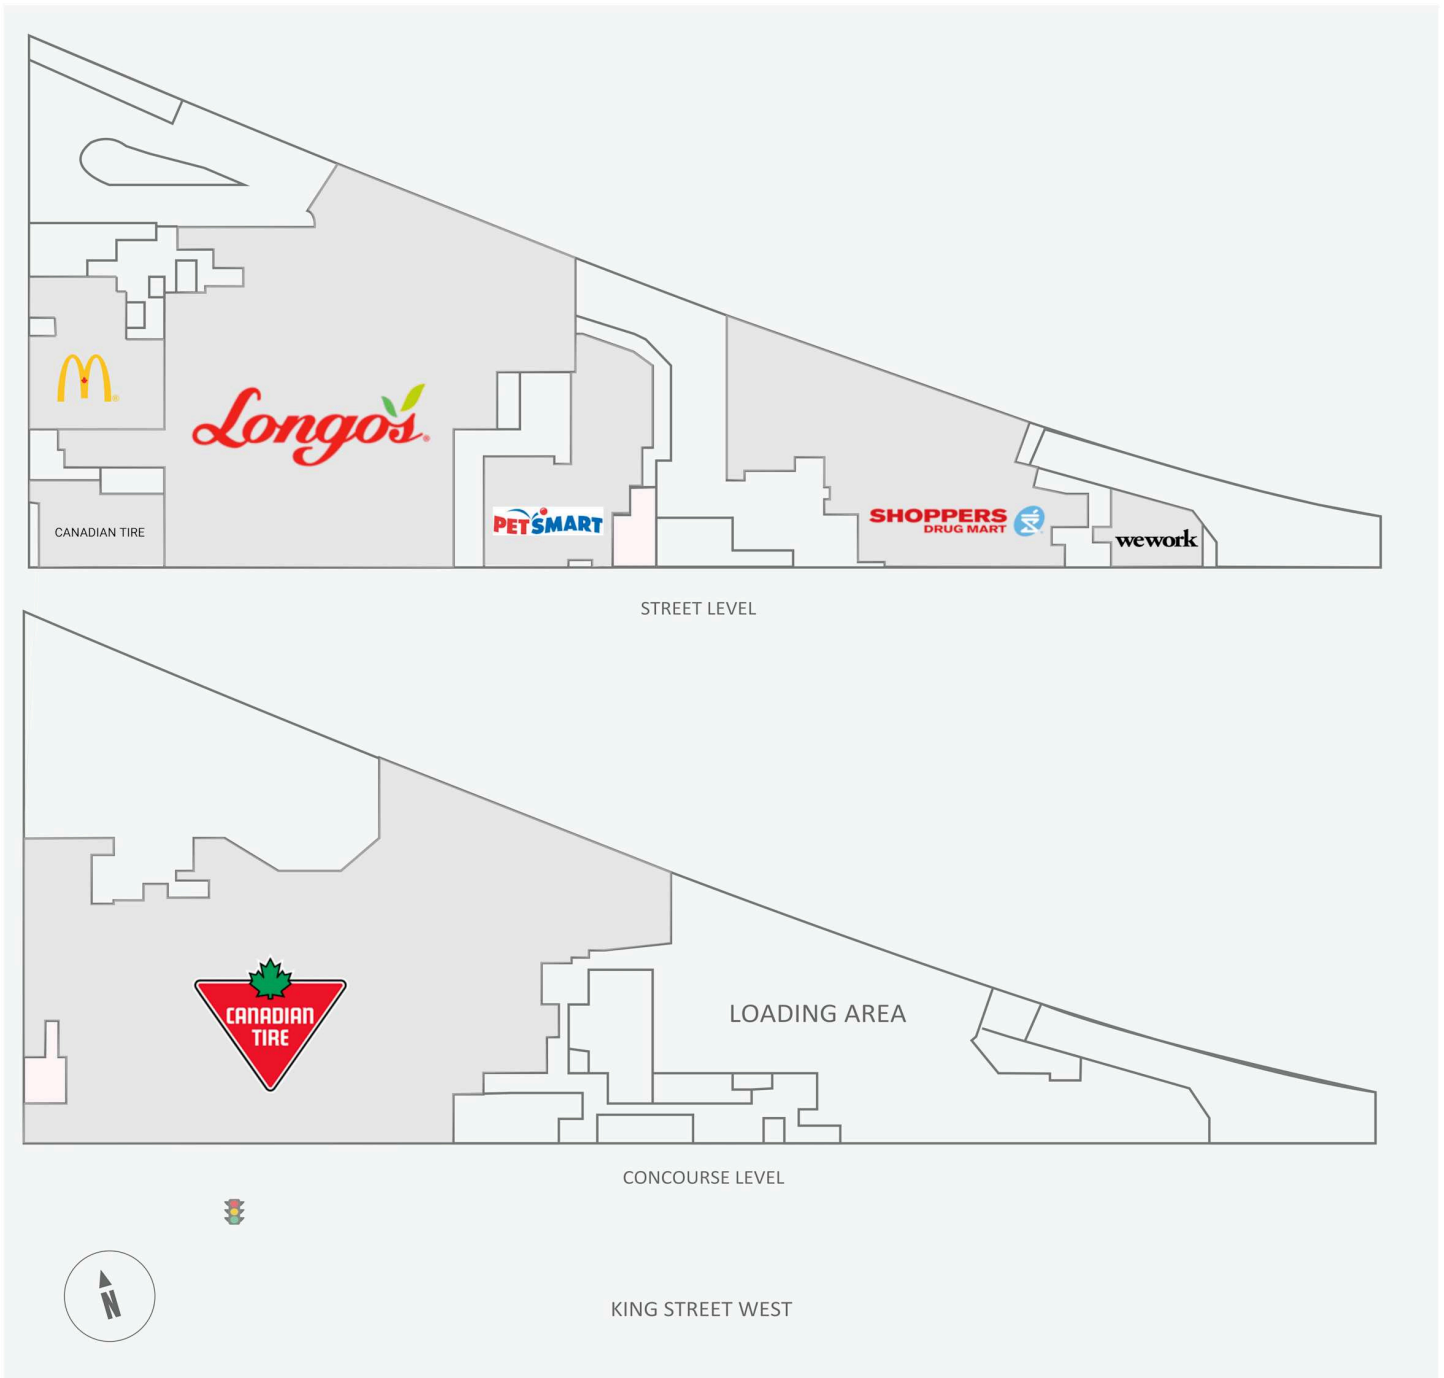 Longo's
PETSMART
CANADIAN TIRE
SHOPPERS
DRUG MART
wework
STREET LEVEL
CANADIAN
TIRE
LOADING AREA
CONCOURSE LEVEL
N
KING STREET WEST